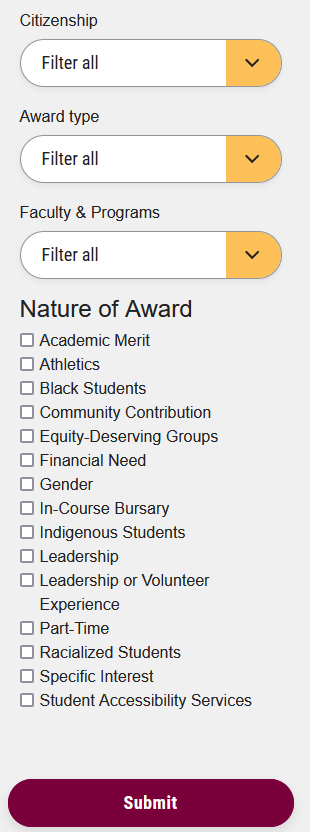 Citizenship
Filter all
Award type
Filter all
Faculty & Programs
Filter all
Nature of Award
Academic Merit
Athletics
Black Students
Community Contribution
Equity-Deserving Groups
Financial Need
Gender
In-Course Bursary
Indigenous Students
Leadership
Leadership or Volunteer
Experience
Part-Time
Racialized Students
Specific Interest
Student Accessibility Services
Submit